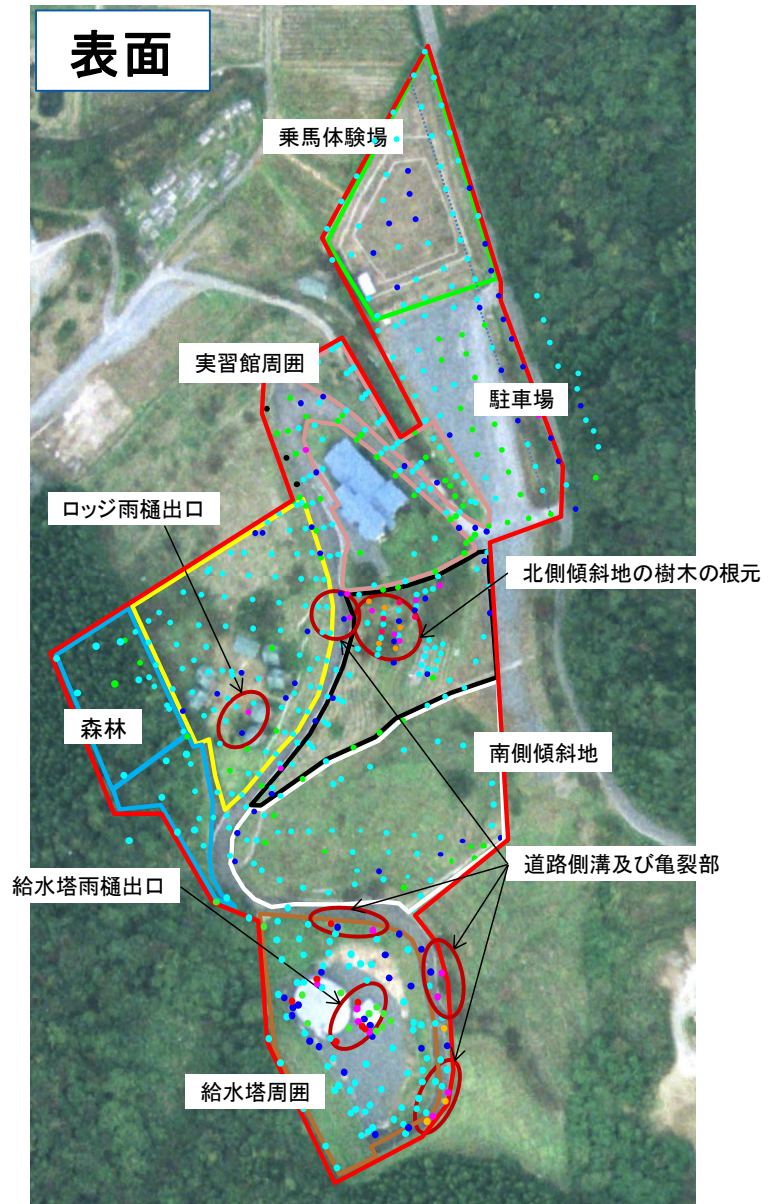 表面
乗馬体験場
実習館周囲
駐車場
ロッジ雨樋出口
北側傾斜地の樹木の根元
森林
南側傾斜地
道路側溝及び亀裂部
給水塔雨樋出口
給水塔周囲